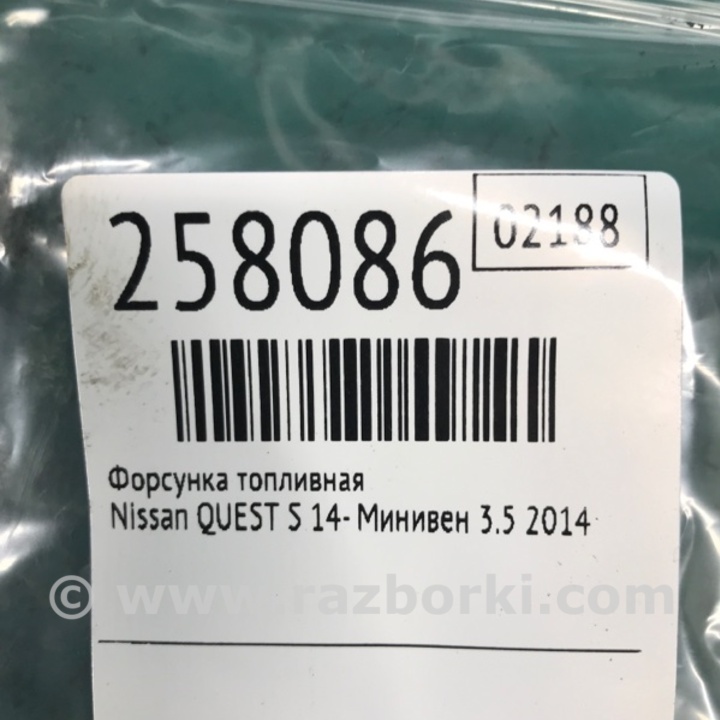 258086
02188
Форсунка топливная
Nissan QUEST S 14- Минивен 3.5 2014
© www.razborki.com